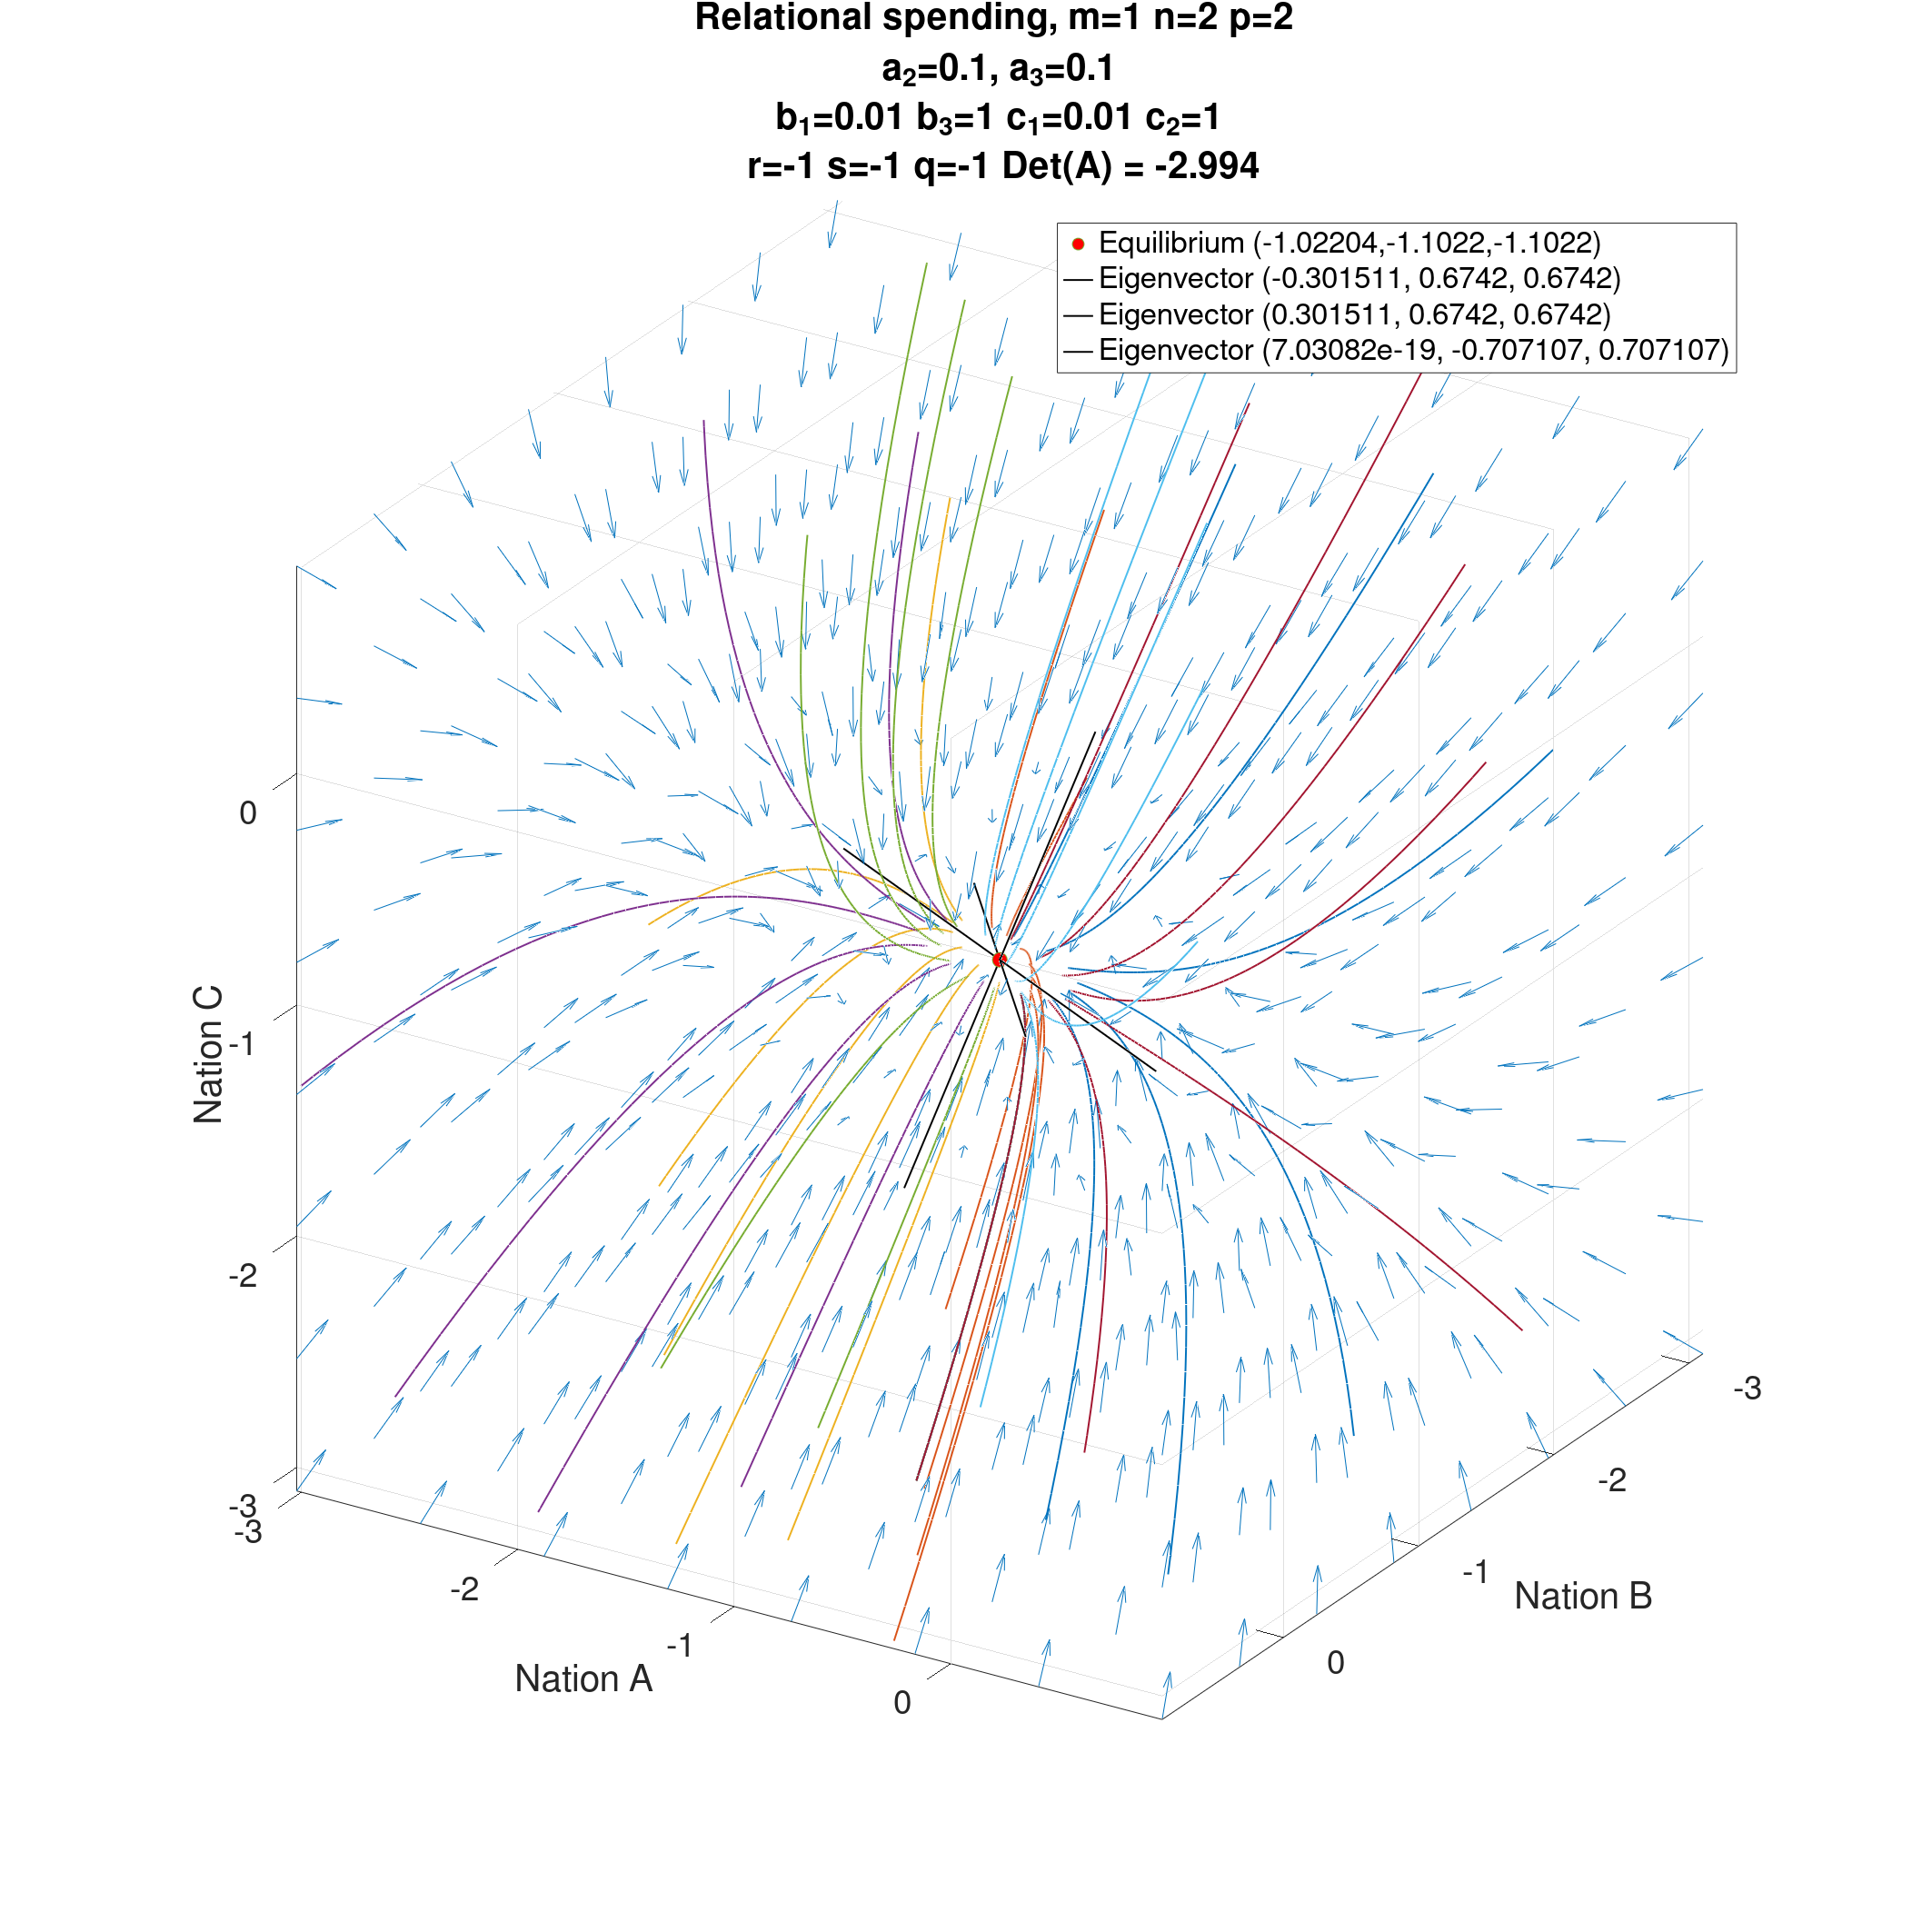 Relational spending, m=1 n=2 p=2
a₂=0.1, a₃=0.1
b₁=0.01 b₃=1 c₁=0.01 c₂=1
r=-1 s=-1 q=-1 Det(A) = -2.994
Equilibrium (-1.02204,-1.1022,-1.1022)
Eigenvector (-0.301511, 0.6742, 0.6742)
Eigenvector (0.301511, 0.6742, 0.6742)
Eigenvector (7.03082e-19, -0.707107, 0.707107)
Nation C
0
-1
-2
-3
Nation A
-3
-2
-1
0
Nation B
0
-1
-2
-3